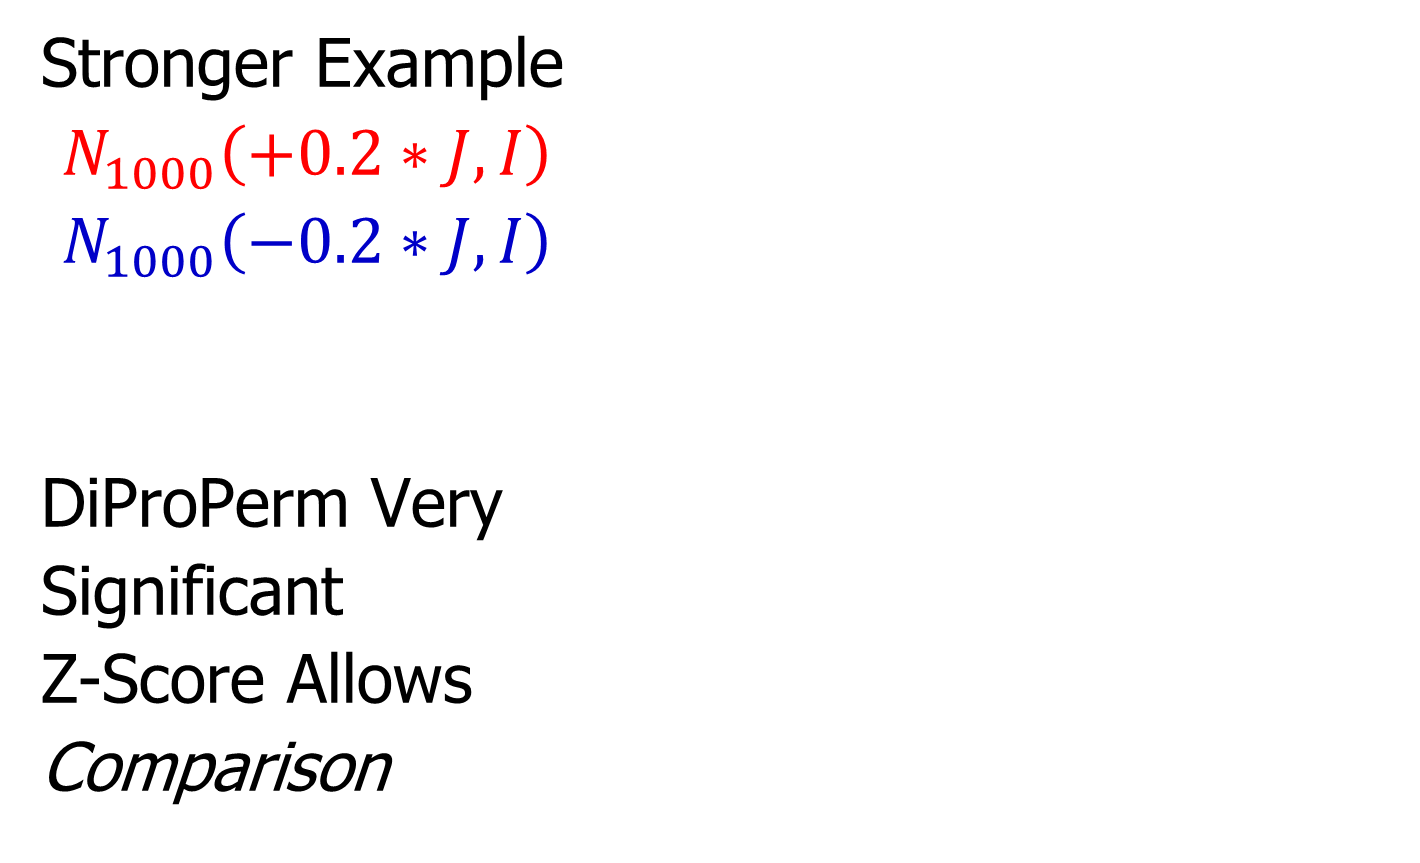 Stronger Example
N₁₀₀₀(+0.2 ∗ J, I)
N₁₀₀₀(−0.2 ∗ J, I)
DiProPerm Very
Significant
Z-Score Allows
Comparison